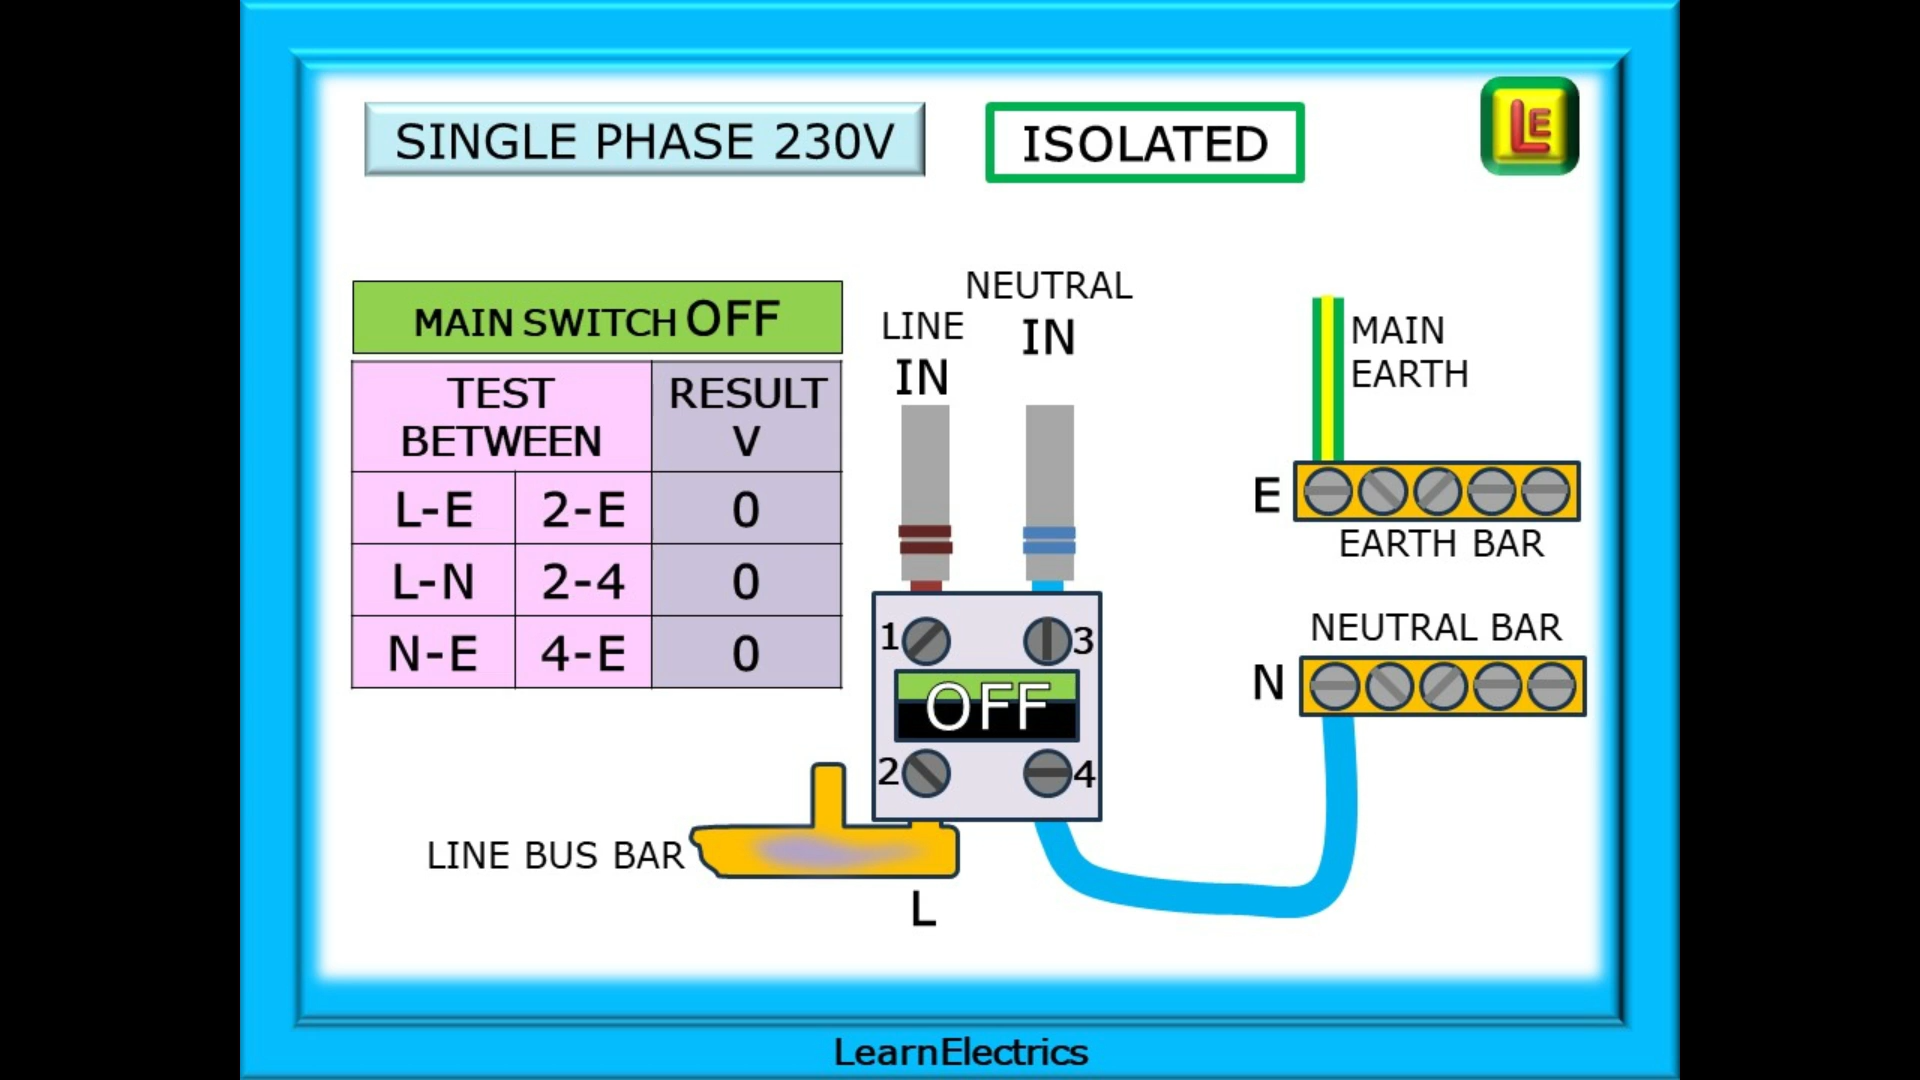 SINGLE PHASE 230V
ISOLATED
LE
MAIN SWITCH OFF
TEST BETWEEN
RESULT V
L-E 2-E 0
L-N 2-4 0
N-E 4-E 0
LINE
IN
NEUTRAL
IN
MAIN
EARTH
E
EARTH BAR
NEUTRAL BAR
N
1
3
OFF
2
4
LINE BUS BAR
L
LearnElectrics